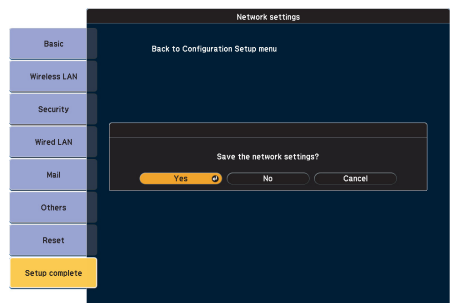 Network settings
Basic
Back to Configuration Setup menu
Wireless LAN
Security
Wired LAN
Save the network settings?
Mail
Yes No Cancel
Others
Reset
Setup complete